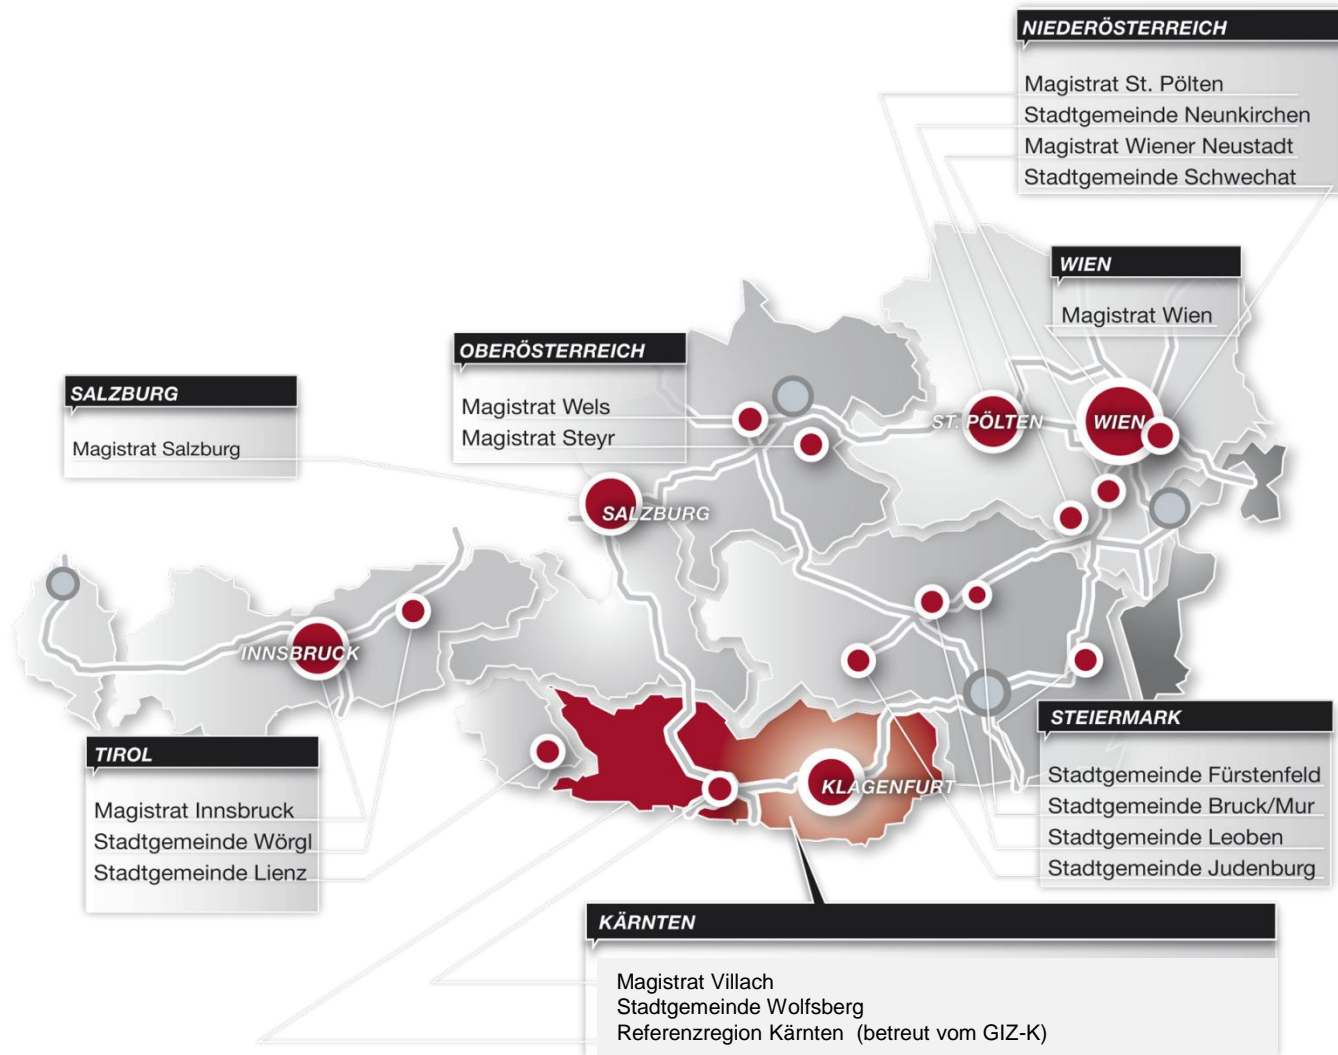 NIEDERÖSTERREICH
Magistrat St. Pölten
Stadtgemeinde Neunkirchen
Magistrat Wiener Neustadt
Stadtgemeinde Schwechat
WIEN
Magistrat Wien
OBERÖSTERREICH
Magistrat Wels
Magistrat Steyr
SALZBURG
Magistrat Salzburg
ST. PÖLTEN
WIEN
SALZBURG
INNSBRUCK
KLAGENFURT
TIROL
Magistrat Innsbruck
Stadtgemeinde Wörgl
Stadtgemeinde Lienz
STEIERMARK
Stadtgemeinde Fürstenfeld
Stadtgemeinde Bruck/Mur
Stadtgemeinde Leoben
Stadtgemeinde Judenburg
KÄRNTEN
Magistrat Villach
Stadtgemeinde Wolfsberg
Referenzregion Kärnten (betreut vom GIZ-K)